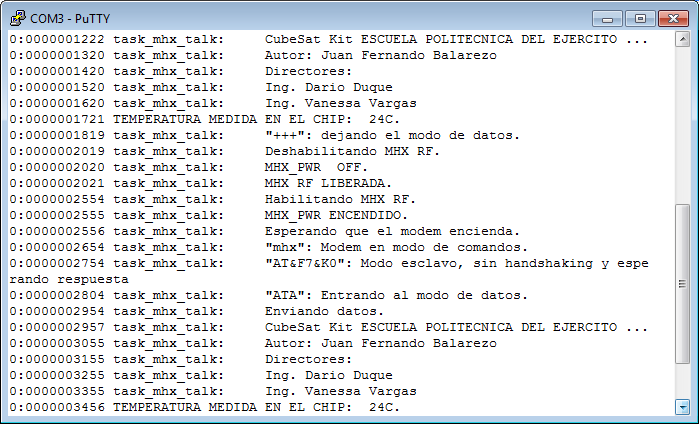 COM3 - PuTTY
0:0000001222 task_mhx_talk: CubeSat Kit ESCUELA POLITECNICA DEL EJERCITO ...
0:0000001320 task_mhx_talk: Autor: Juan Fernando Balarezo
0:0000001420 task_mhx_talk: Directores:
0:0000001520 task_mhx_talk: Ing. Dario Duque
0:0000001620 task_mhx_talk: Ing. Vanessa Vargas
0:0000001721 TEMPERATURA MEDIDA EN EL CHIP: 24C.
0:0000001819 task_mhx_talk: "+++": dejando el modo de datos.
0:0000002019 task_mhx_talk: Deshabilitando MHX RF.
0:0000002020 task_mhx_talk: MHX_PWR OFF.
0:0000002021 task_mhx_talk: MHX RF LIBERADA.
0:0000002554 task_mhx_talk: Habilitando MHX RF.
0:0000002555 task_mhx_talk: MHX_PWR ENCENDIDO.
0:0000002556 task_mhx_talk: Esperando que el modem encienda.
0:0000002654 task_mhx_talk: "mhx": Modem en modo de comandos.
0:0000002754 task_mhx_talk: "AT&F7&K0": Modo esclavo, sin handshaking y espe
rando respuesta
0:0000002804 task_mhx_talk: "ATA": Entrando al modo de datos.
0:0000002954 task_mhx_talk: Enviando datos.
0:0000002957 task_mhx_talk: CubeSat Kit ESCUELA POLITECNICA DEL EJERCITO ...
0:0000003055 task_mhx_talk: Autor: Juan Fernando Balarezo
0:0000003155 task_mhx_talk: Directores:
0:0000003255 task_mhx_talk: Ing. Dario Duque
0:0000003355 task_mhx_talk: Ing. Vanessa Vargas
0:0000003456 TEMPERATURA MEDIDA EN EL CHIP: 24C.